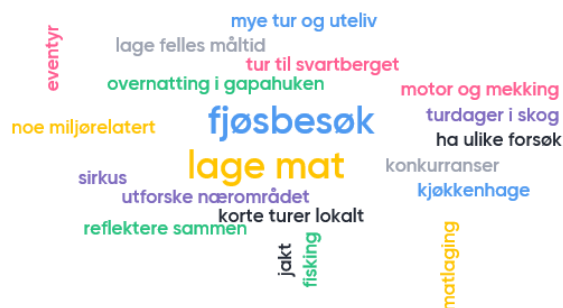 mye tur og uteliv
eventyr
lage felles måltid
tur til svartberget
overnatting i gapahuken
motor og mekking
fjøsbesøk
turdager i skog
noe miljørelatert
ha ulike forsøk
lage mat
konkurranser
sirkus
kjøkkenhage
utforske nærområdet
korte turer lokalt
reflektere sammen
jakt
fisking
matlaging